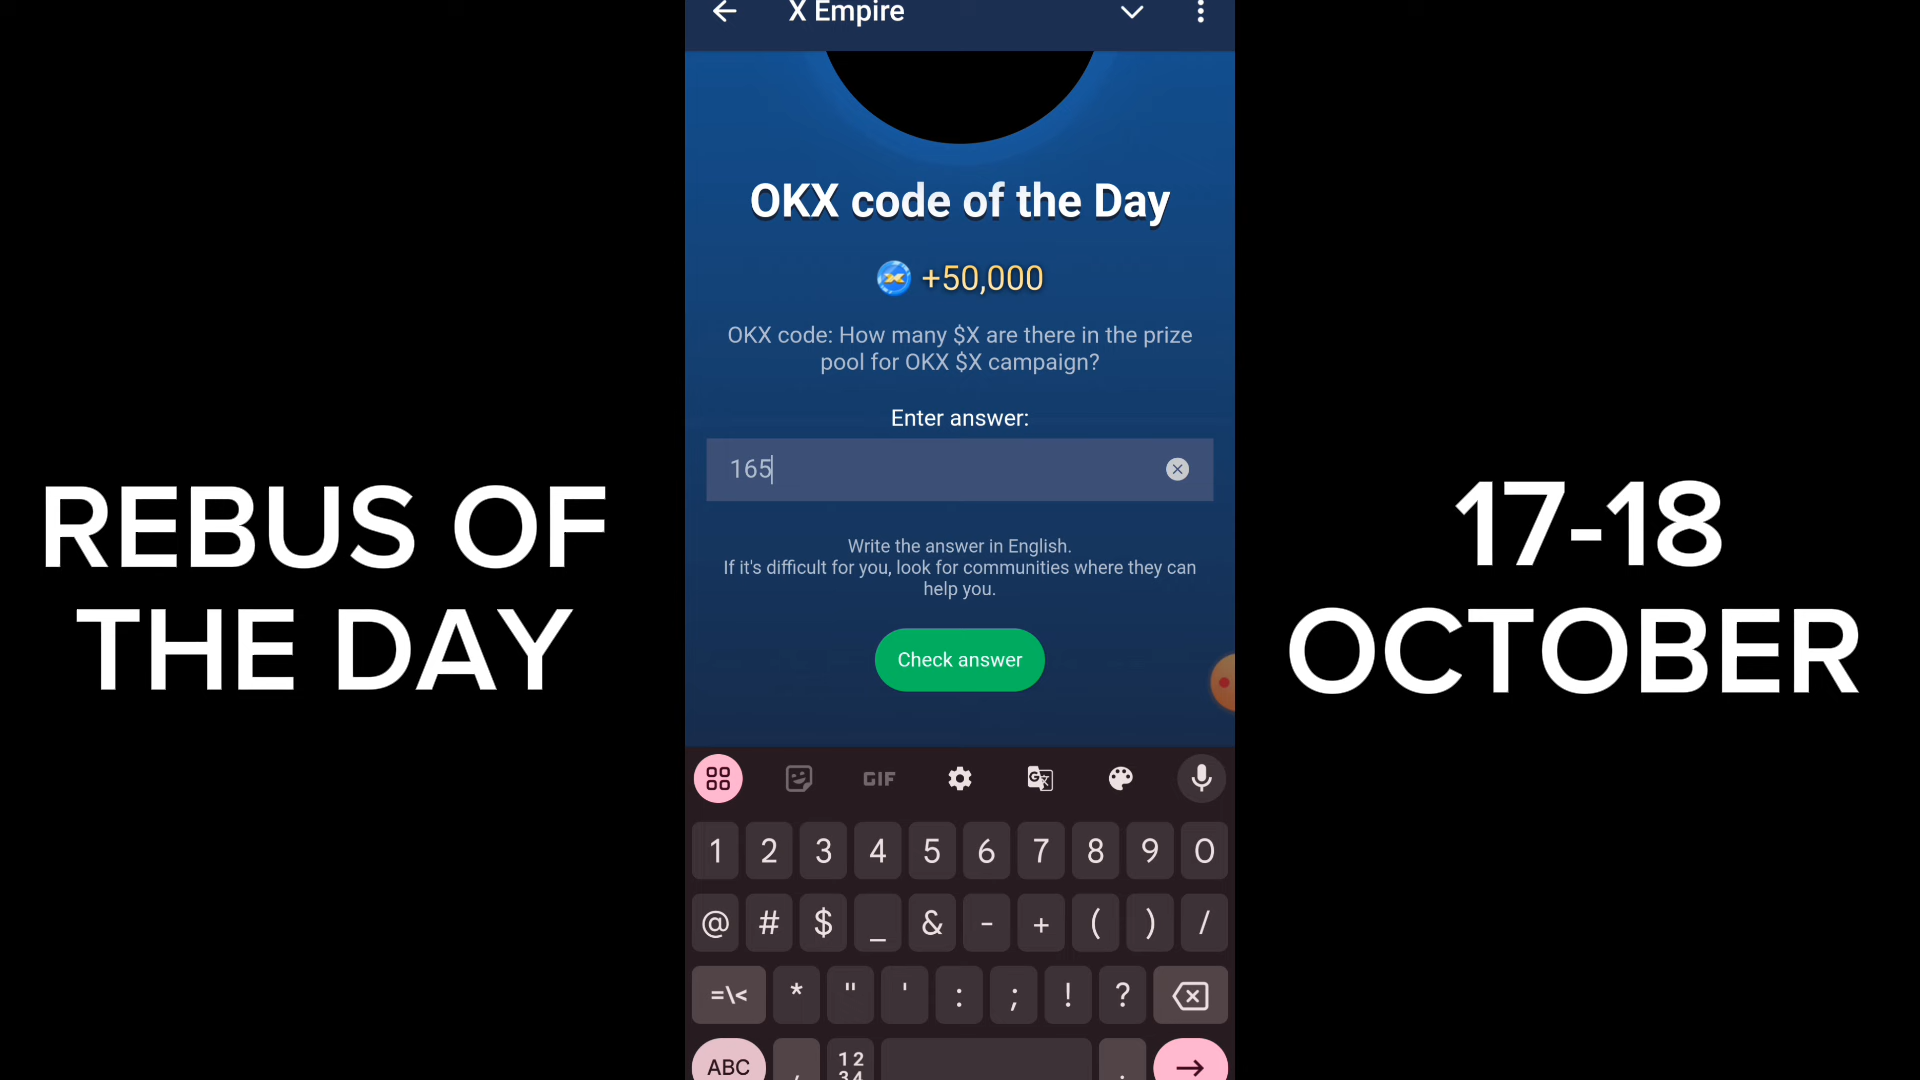 X Empire
OKX code of the Day
+50,000
OKX code: How many $X are there in the prize
pool for OKX $X campaign?
Enter answer:
165
Write the answer in English.
If it's difficult for you, look for communities where they can
help you.
Check answer
REBUS OF
THE DAY
17-18
OCTOBER
GIF
1 2 3 4 5 6 7 8 9 0
@ # $ _ & - + ( ) /
=\< * " ' : ; ! ?
ABC , 12 .
34